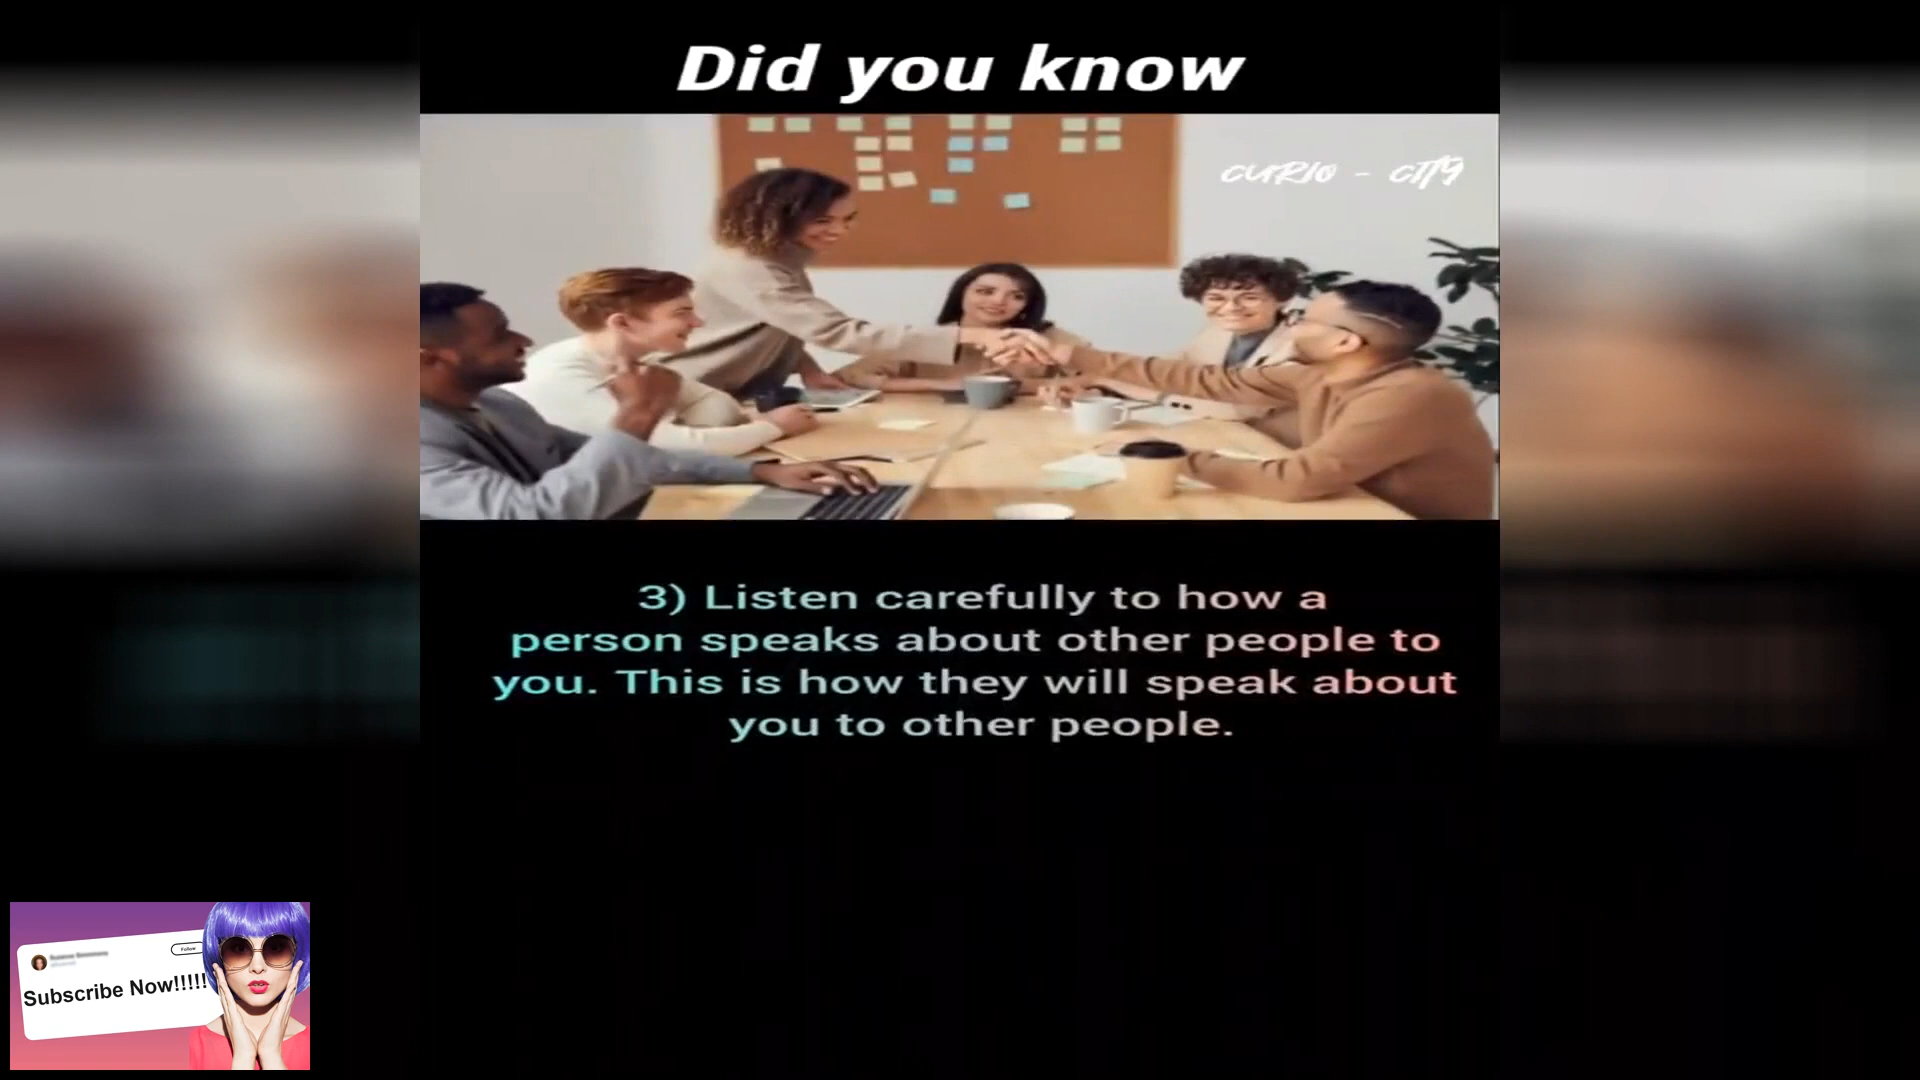 Did you know
CURIO - CITY
3) Listen carefully to how a
person speaks about other people to
you. This is how they will speak about
you to other people.
Follow
Subscribe Now!!!!!